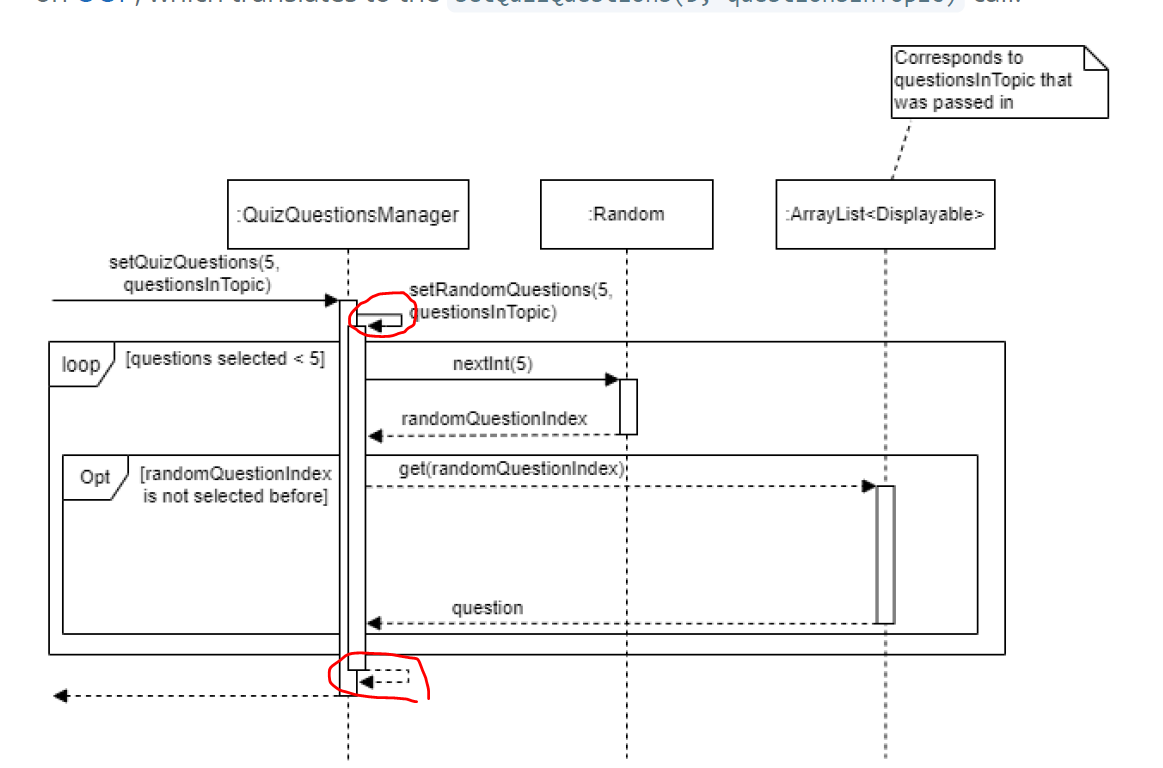 which translates to the setQuizQuestions(5, questionsInTopic) call
Corresponds to
questionsInTopic that
was passed in
:QuizQuestionsManager
:Random
:ArrayList<Displayable>
setQuizQuestions(5,
questionsInTopic)
setRandomQuestions(5,
questionsInTopic)
loop
[questions selected < 5]
nextInt(5)
randomQuestionIndex
Opt
[randomQuestionIndex
is not selected before]
get(randomQuestionIndex)
question